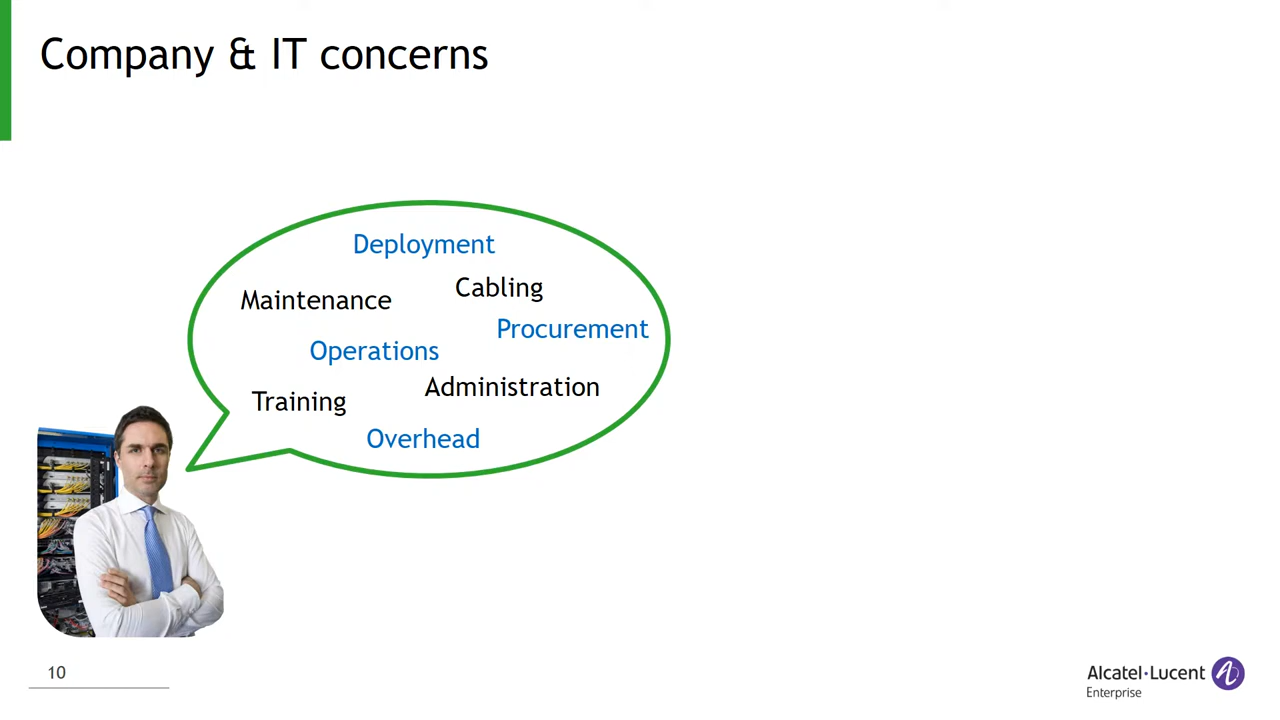 Company & IT concerns
Deployment
Cabling
Maintenance
Procurement
Operations
Administration
Training
Overhead
10
Alcatel·Lucent
Enterprise